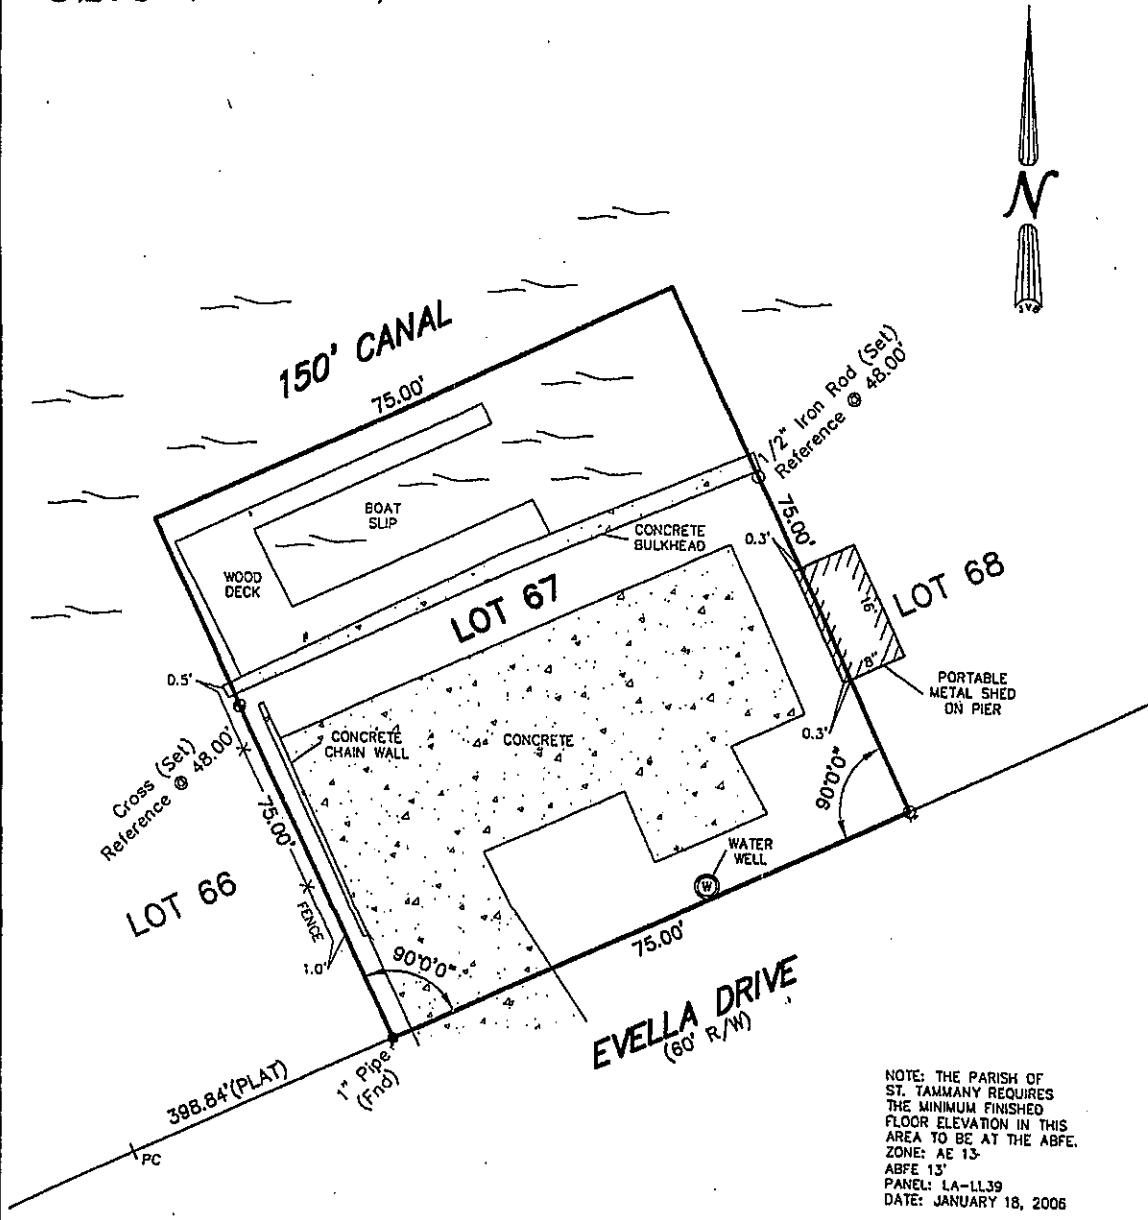 N
150' CANAL
75.00'
1/2" Iron Rod (Set)
Reference @ 48.00'
BOAT
SLIP
CONCRETE
BULKHEAD
75.00'
0.3'
WOOD
DECK
LOT 67
LOT 68
16'
8"
0.5'
PORTABLE
METAL SHED
ON PIER
CONCRETE
CHAIN WALL
CONCRETE
0.3'
Cross (Set)
Reference @ 48.00'
75.00'
90°0'0"
WATER
WELL
W
LOT 66
FENCE
1.0'
90°0'0"
75.00'
EVELLA DRIVE
(60' R/W)
1" Pipe
(Fnd)
398.84'(PLAT)
PC
NOTE: THE PARISH OF
ST. TAMMANY REQUIRES
THE MINIMUM FINISHED
FLOOR ELEVATION IN THIS
AREA TO BE AT THE ABFE.
ZONE: AE 13
ABFE 13'
PANEL: LA-LL39
DATE: JANUARY 18, 2006